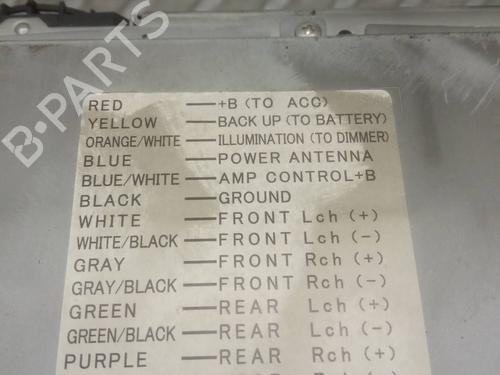 RED — +B (TO ACC)
YELLOW — BACK UP (TO BATTERY)
ORANGE/WHITE — ILLUMINATION (TO DIMMER)
BLUE — POWER ANTENNA
BLUE/WHITE — AMP CONTROL+B
BLACK — GROUND
WHITE — FRONT Lch (+)
WHITE/BLACK — FRONT Lch (-)
GRAY — FRONT Rch (+)
GRAY/BLACK — FRONT Rch (-)
GREEN — REAR Lch (+)
GREEN/BLACK — REAR Lch (-)
PURPLE — REAR Rch (+)
B-PARTS